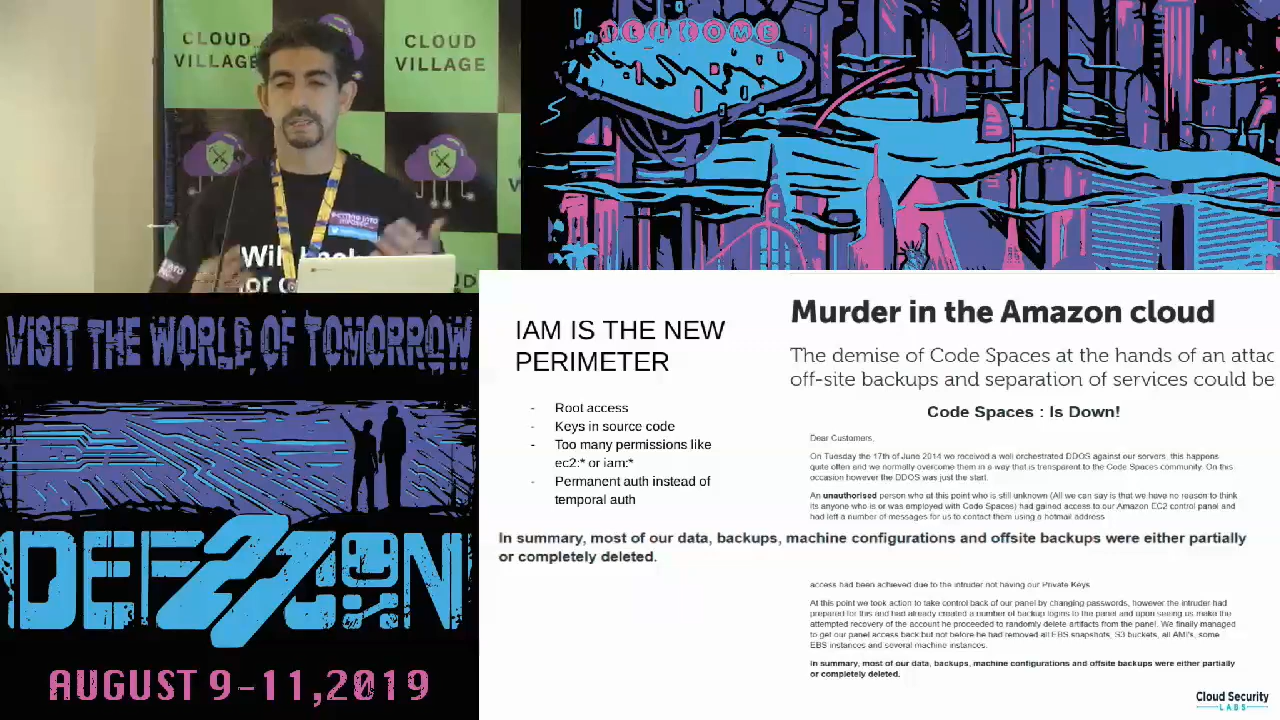 CLOUD
VILLAGE
CLOUD
VILLAGE
WELCOME
VISIT THE WORLD OF TOMORROW
DEFCON
AUGUST 9-11,2019
IAM IS THE NEW
PERIMETER
- Root access
- Keys in source code
- Too many permissions like
ec2:* or iam:*
- Permanent auth instead of
temporal auth
Murder in the Amazon cloud
The demise of Code Spaces at the hands of an attac
off-site backups and separation of services could be
Code Spaces : Is Down!
Dear Customers,
On Tuesday the 17th of June 2014 we received a well orchestrated DDOS against our servers, this happens
quite often and we normally overcome them in a way that is transparent to the Code Spaces community. On this
occasion however the DDOS was just the start.
An unauthorised person who at this point who is still unknown (All we can say is that we have no reason to think
its anyone who is or was employed with Code Spaces) had gained access to our Amazon EC2 control panel and
had left a number of messages for us to contact them using a hotmail address
In summary, most of our data, backups, machine configurations and offsite backups were either partially
or completely deleted.
access had been achieved due to the intruder not having our Private Keys
At this point we took action to take control back of our panel by changing passwords, however the intruder had
prepared for this and had already created a number of backup logins to the panel and upon seeing us make the
attempted recovery of the account he proceeded to randomly delete artifacts from the panel. We finally managed
to get our panel access back but not before he had removed all EBS snapshots, S3 buckets, all AMI's, some
EBS instances and several machine instances.
In summary, most of our data, backups, machine configurations and offsite backups were either partially
or completely deleted.
Cloud Security
LABS